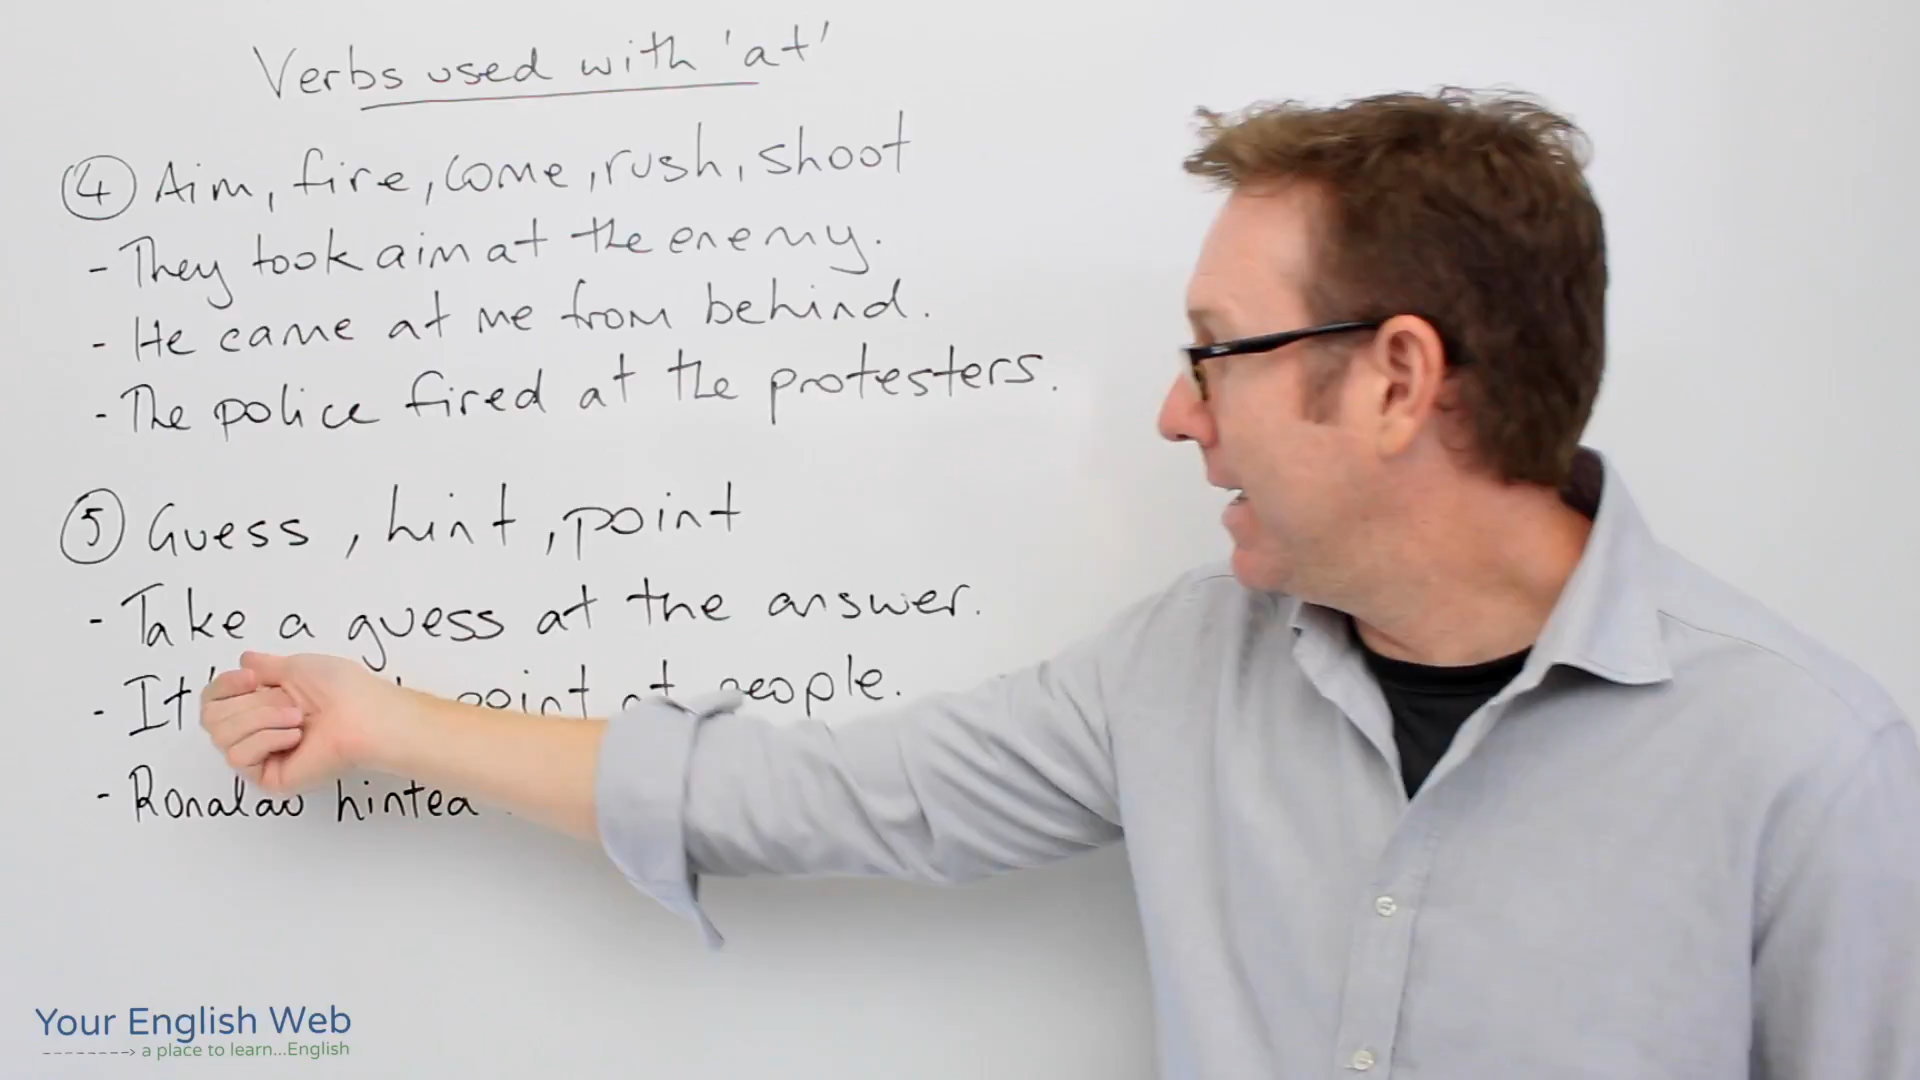 Verbs used with 'at'
④ Aim, fire, come, rush, shoot
- They took aim at the enemy.
- He came at me from behind.
- The police fired at the protesters.
⑤ Guess, hint, point
- Take a guess at the answer.
- It' point at people.
- Ronald hinted
Your English Web
--------> a place to learn...English